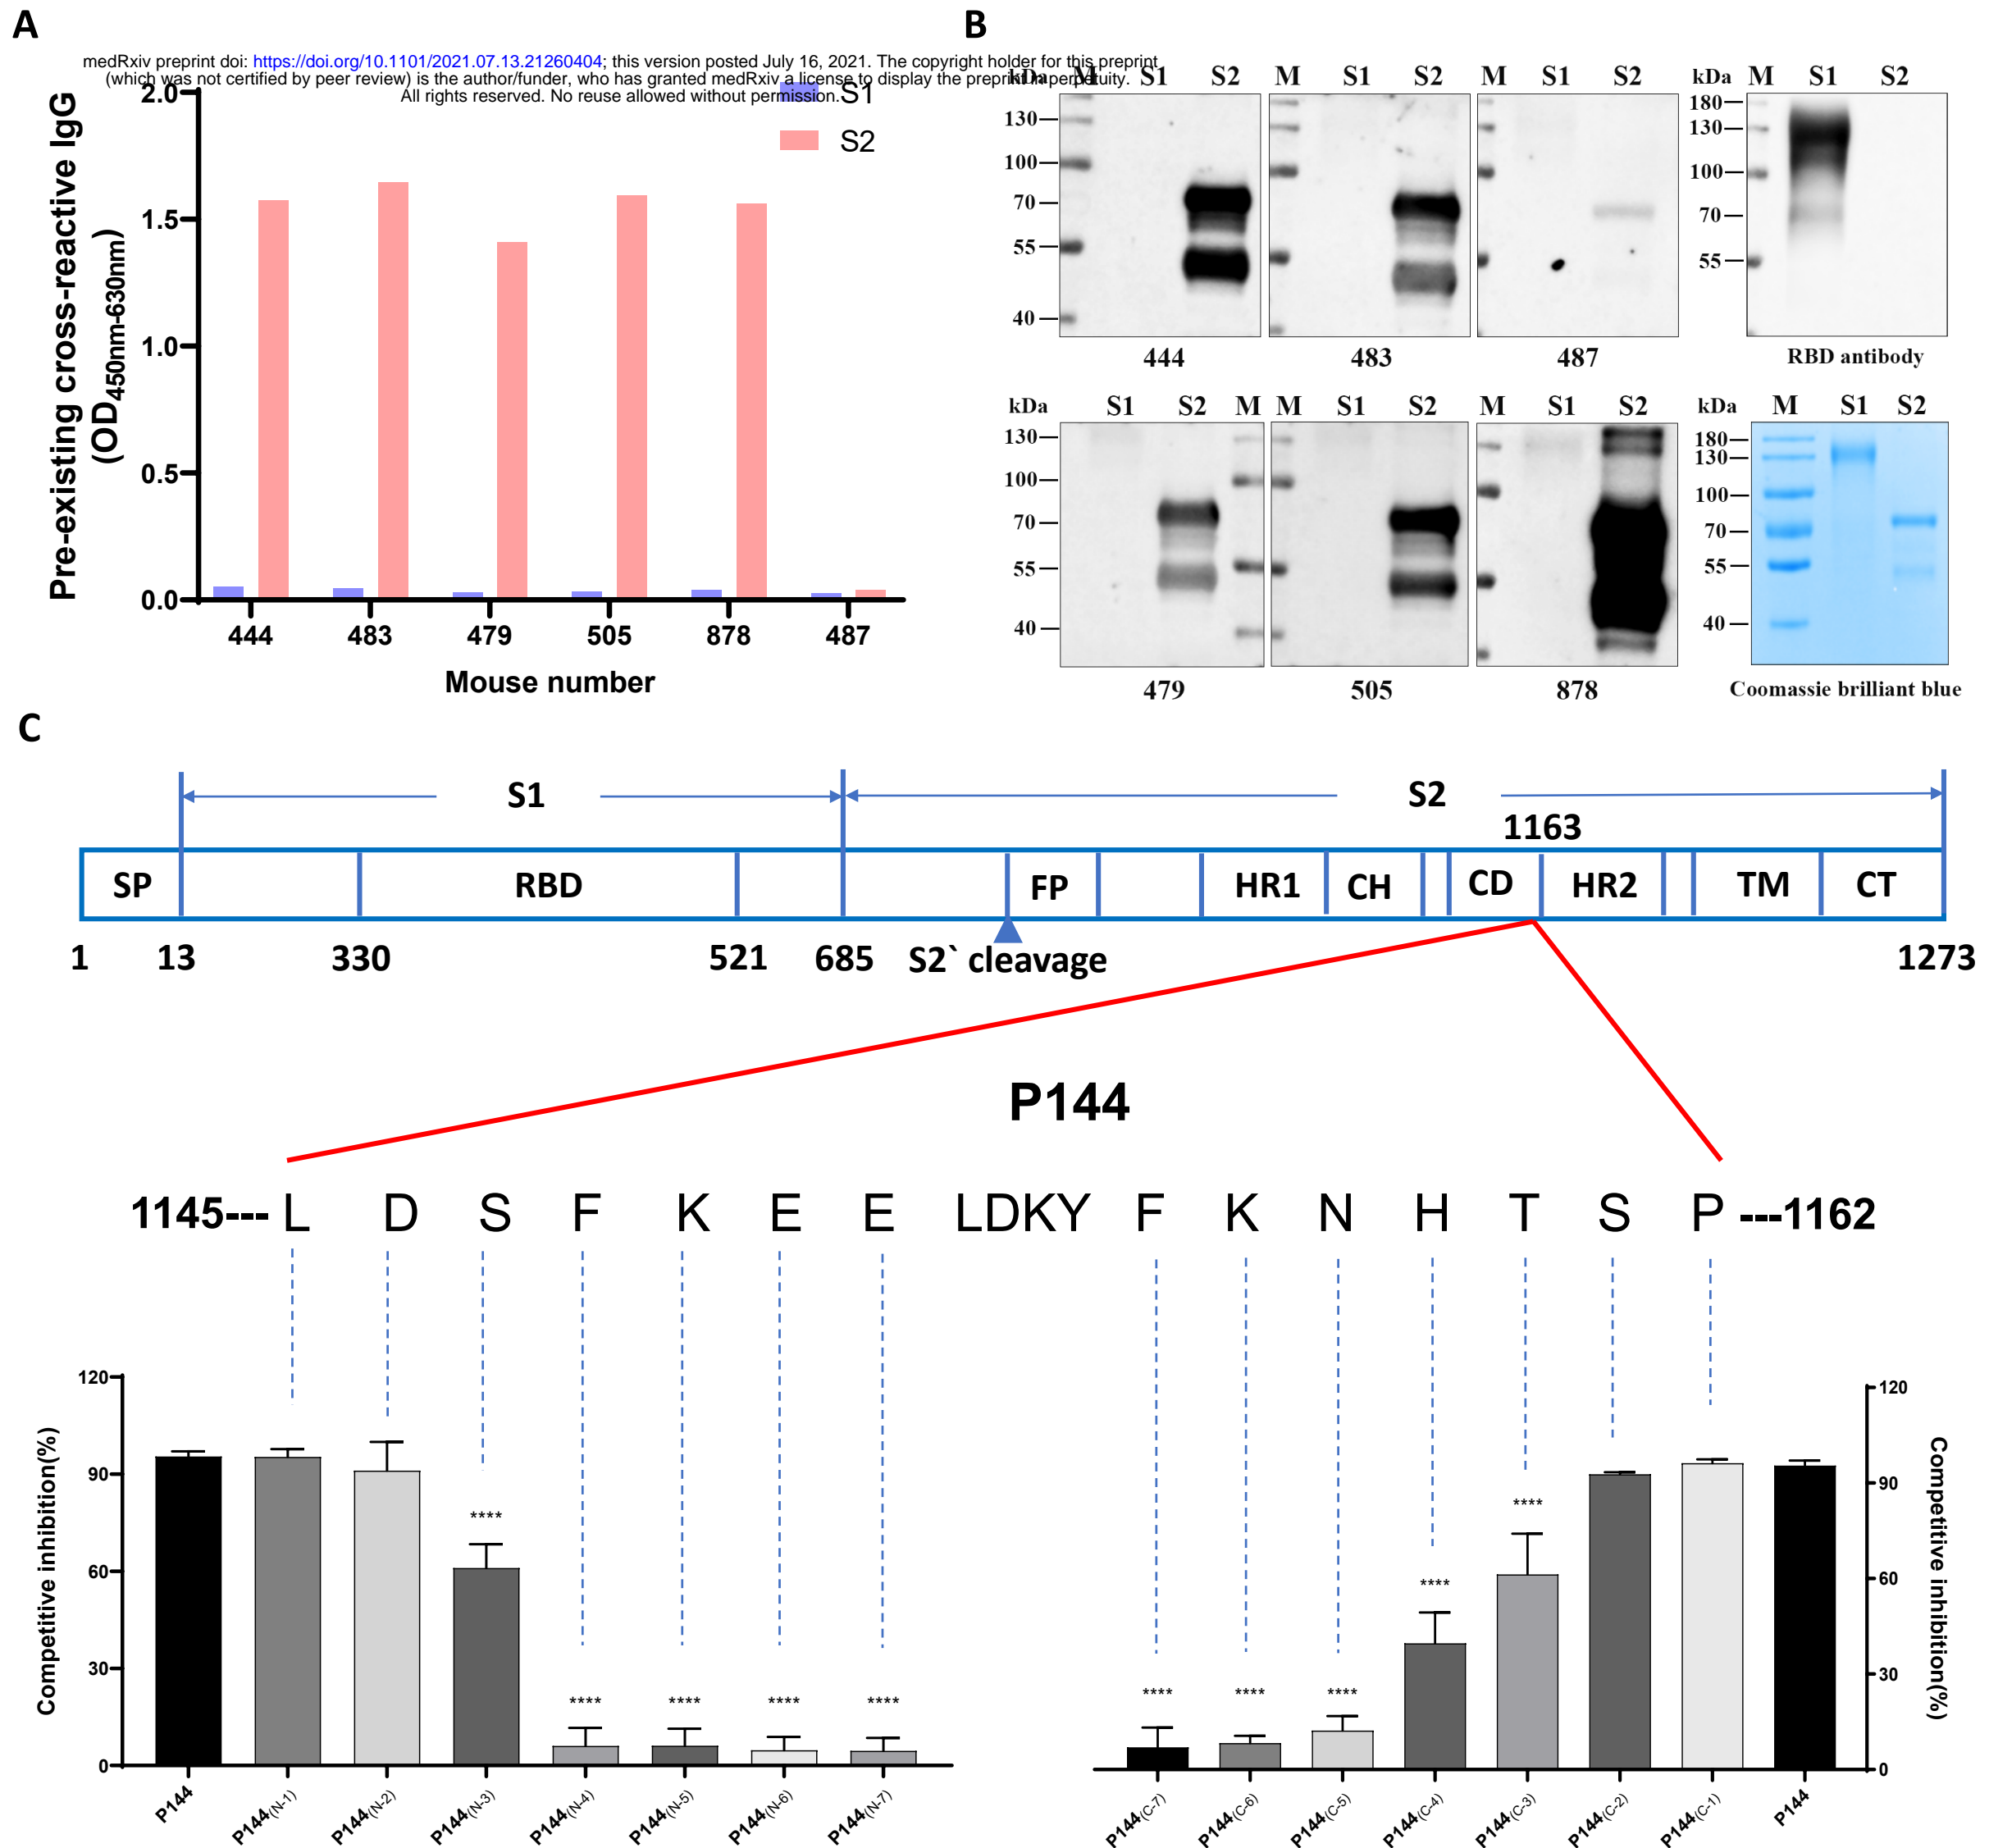 A
B
medRxiv preprint doi: https://doi.org/10.1101/2021.07.13.21260404; this version posted July 16, 2021. The copyright holder for this preprint
(which was not certified by peer review) is the author/funder, who has granted medRxiv a license to display the preprint in perpetuity.
All rights reserved. No reuse allowed without permission.
S1
S2
Pre-existing cross-reactive IgG
(OD450nm-630nm)
2.0
1.5
1.0
0.5
0.0
444 483 479 505 878 487
Mouse number
kDa M S1 S2 M S1 S2 M S1 S2 kDa M S1 S2
130
100
70
55
40
180
130
100
70
55
444 483 487 RBD antibody
kDa S1 S2 M M S1 S2 M S1 S2 kDa M S1 S2
130
100
70
55
40
180
130
100
70
55
40
479 505 878 Coomassie brilliant blue
C
S1 S2
1163
SP RBD FP HR1 CH CD HR2 TM CT
1 13 330 521 685 S2` cleavage 1273
P144
1145--- L D S F K E E LDKY F K N H T S P ---1162
Competitive inhibition(%)
120
90
60
30
0
**** **** **** **** ****
P144 P144(N-1) P144(N-2) P144(N-3) P144(N-4) P144(N-5) P144(N-6) P144(N-7)
**** **** **** **** ****
P144(C-7) P144(C-6) P144(C-5) P144(C-4) P144(C-3) P144(C-2) P144(C-1) P144
120
90
60
30
0
Competitive inhibition(%)